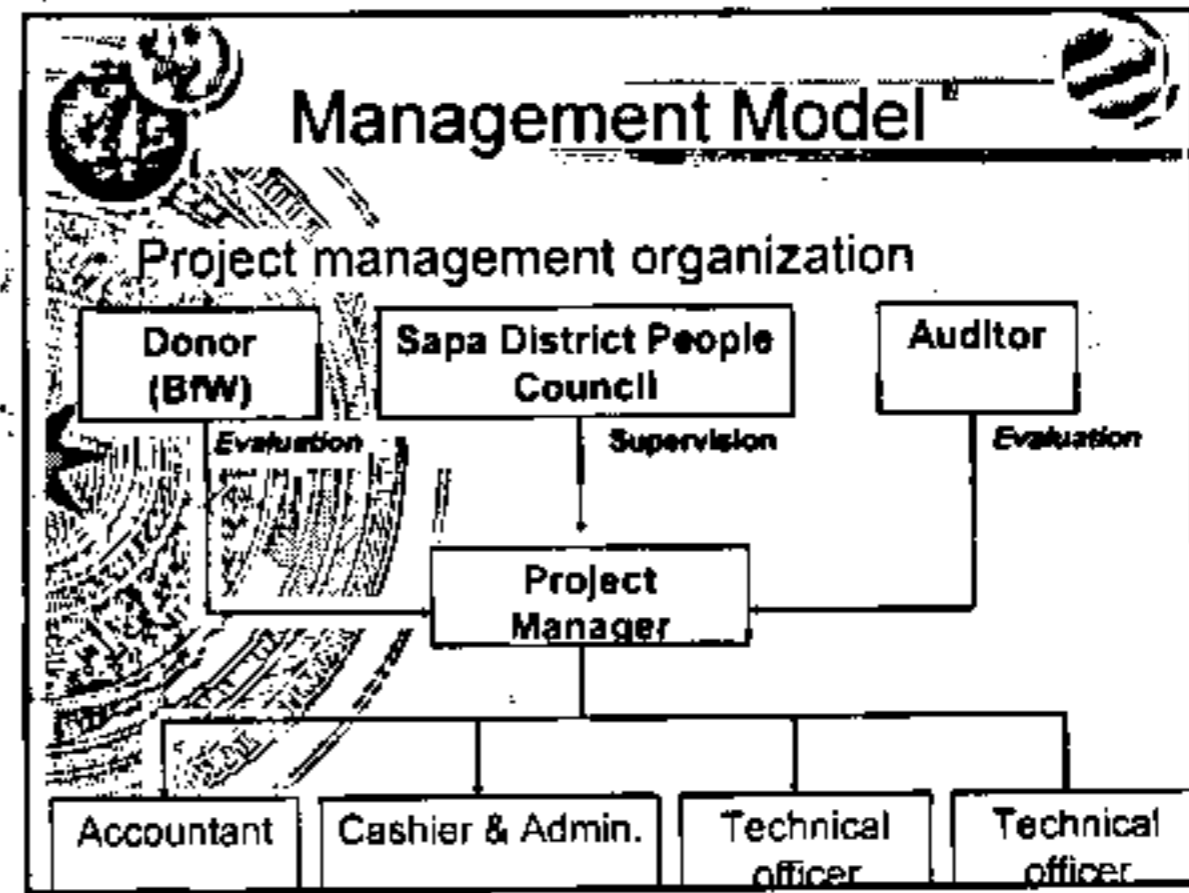 Management Model
Project management organization
Donor
(BfW)
Sapa District People
Council
Auditor
Evaluation
Supervision
Evaluation
Project
Manager
Accountant
Cashier & Admin.
Technical
officer
Technical
officer